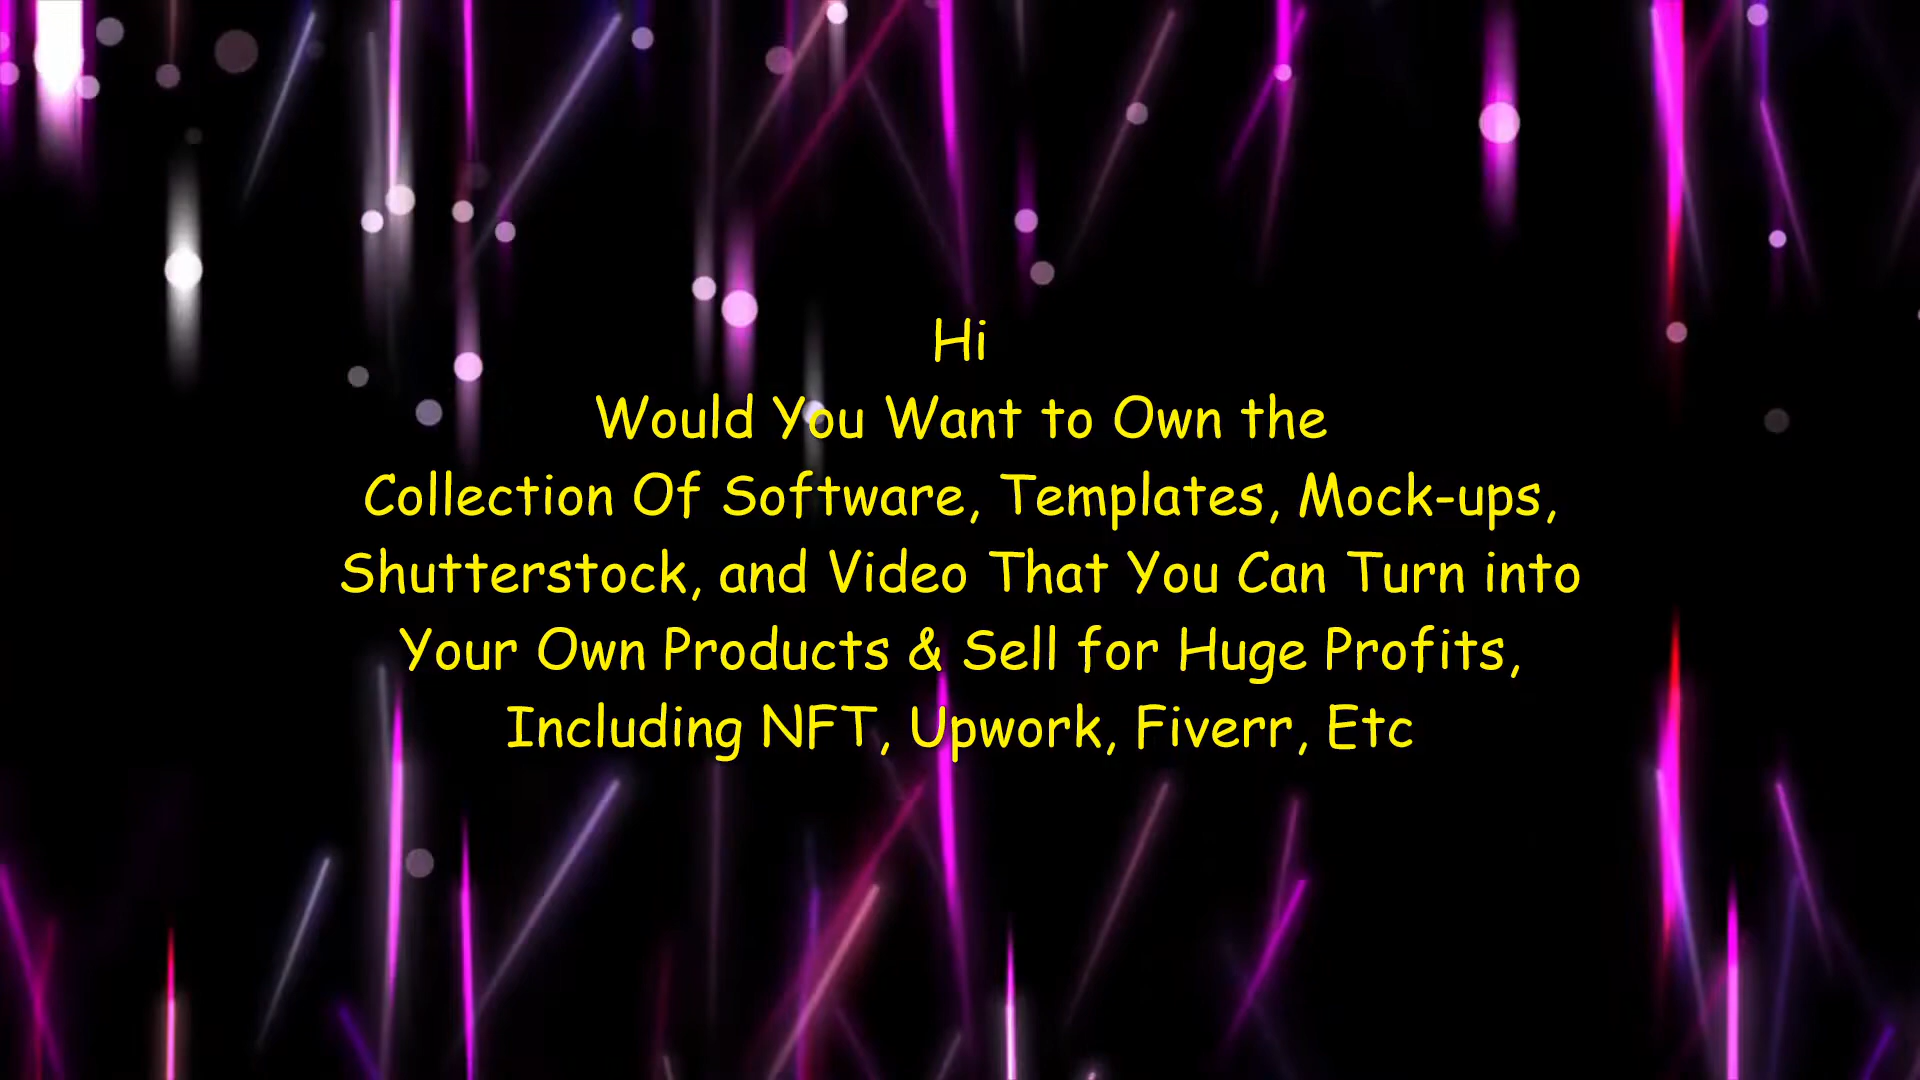 Hi
Would You Want to Own the
Collection Of Software, Templates, Mock-ups,
Shutterstock, and Video That You Can Turn into
Your Own Products & Sell for Huge Profits,
Including NFT, Upwork, Fiverr, Etc